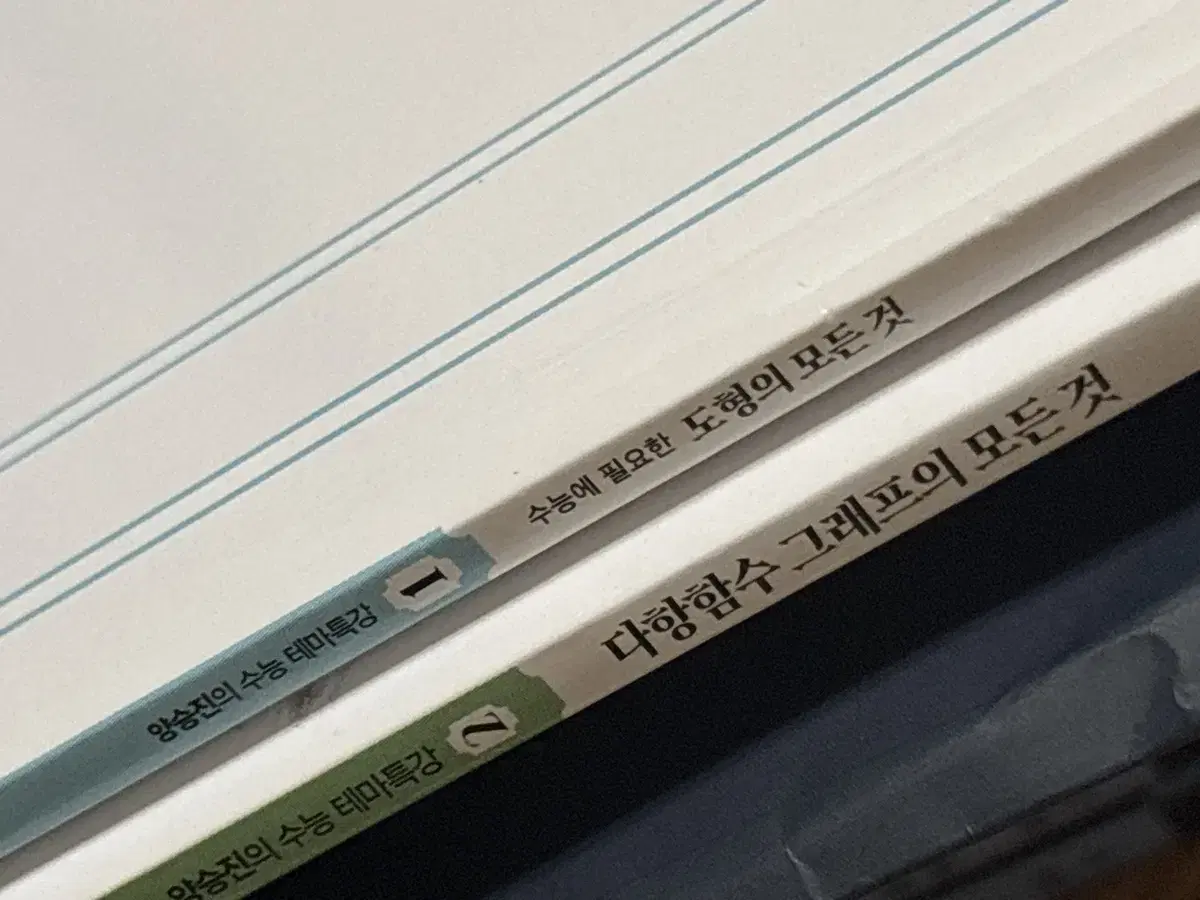 양승진의 수능 테마특강 1 수능에 필요한 도형의 모든 것
양승진의 수능 테마특강 2 다항함수 그래프의 모든 것